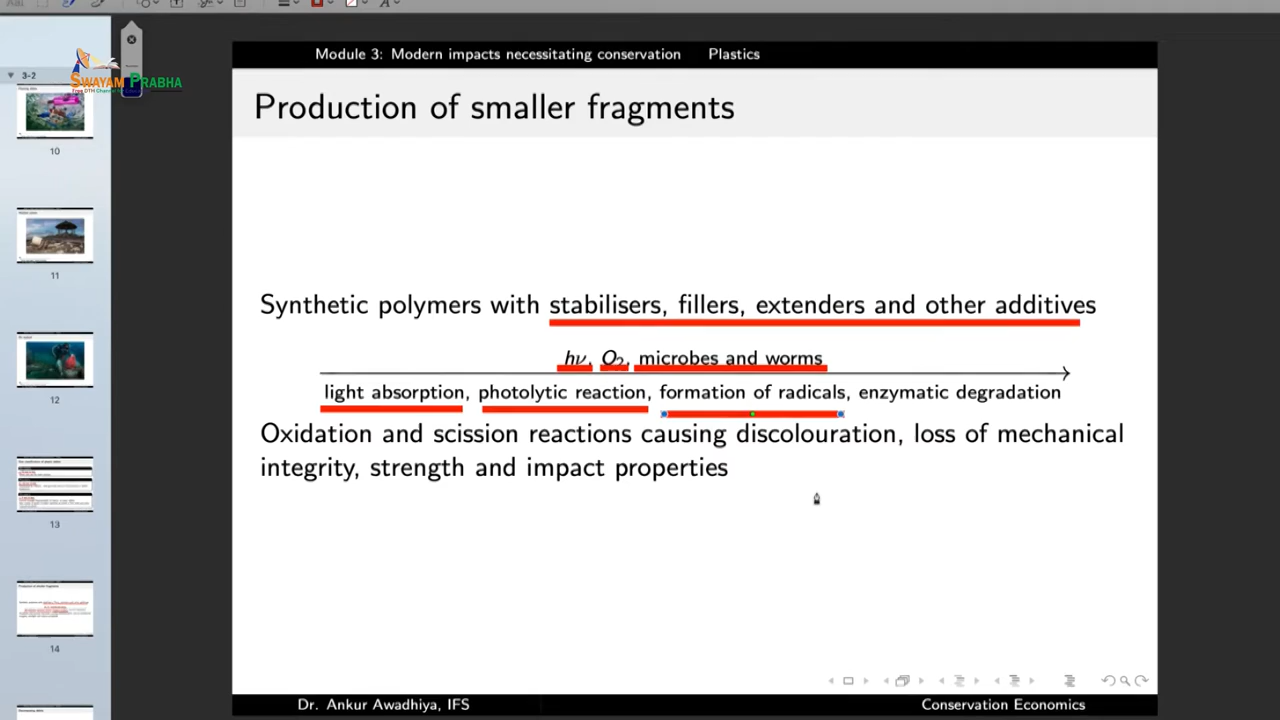 Module 3: Modern impacts necessitating conservation Plastics
3-2
SWAYAM PRABHA
Production of smaller fragments
10
11
Synthetic polymers with stabilisers, fillers, extenders and other additives
hν, O₂, microbes and worms
light absorption, photolytic reaction, formation of radicals, enzymatic degradation
Oxidation and scission reactions causing discolouration, loss of mechanical
integrity, strength and impact properties
12
13
14
Dr. Ankur Awadhiya, IFS Conservation Economics